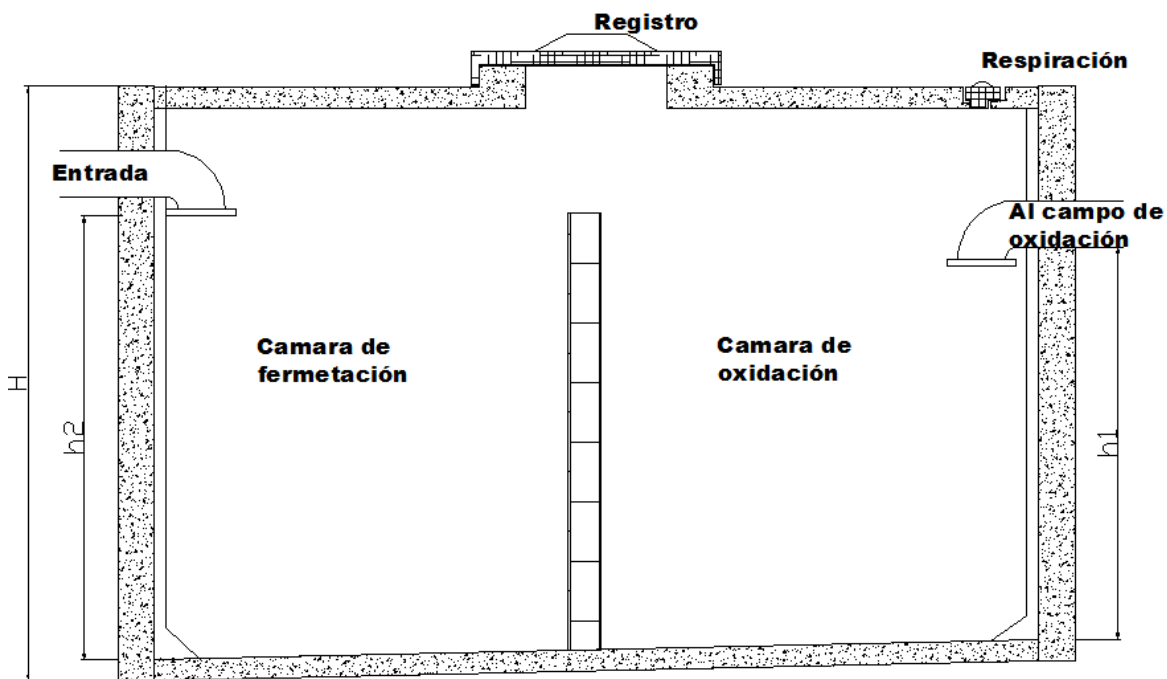 Registro
Respiración
Entrada
Al campo de
oxidación
Camara de
fermetación
Camara de
oxidación
H
h2
h1